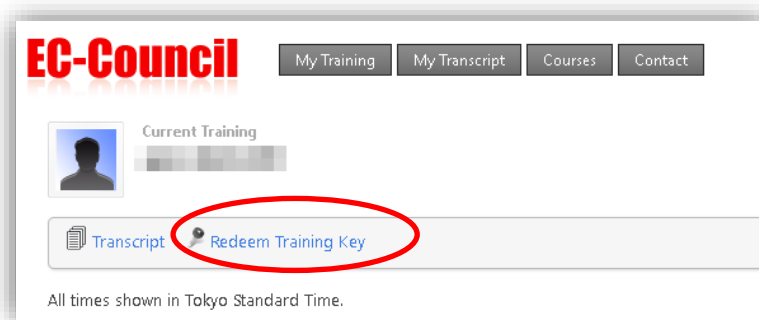 EC-Council
My Training My Transcript Courses Contact
Current Training
Transcript Redeem Training Key
All times shown in Tokyo Standard Time.